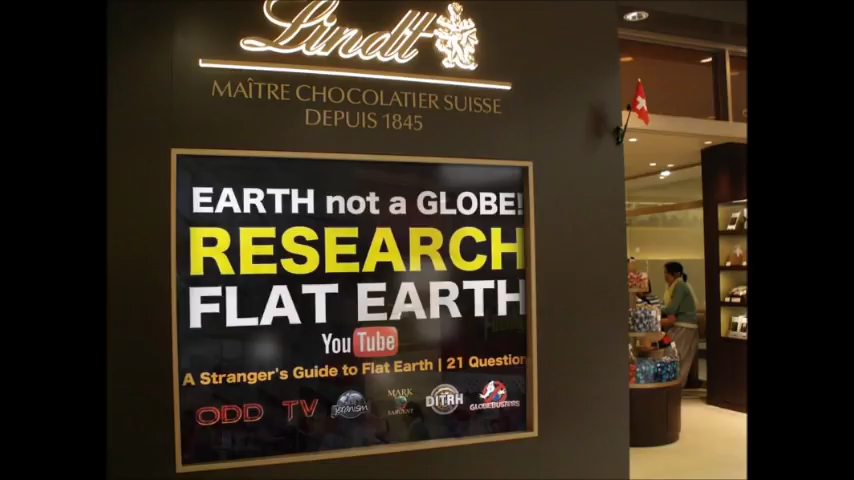 Lindt
MAÎTRE CHOCOLATIER SUISSE
DEPUIS 1845
EARTH not a GLOBE!
RESEARCH
FLAT EARTH
YouTube
A Stranger's Guide to Flat Earth | 21 Question
ODD TV
MARK
SARGENT
DITRH
GLOBEBUSTERS